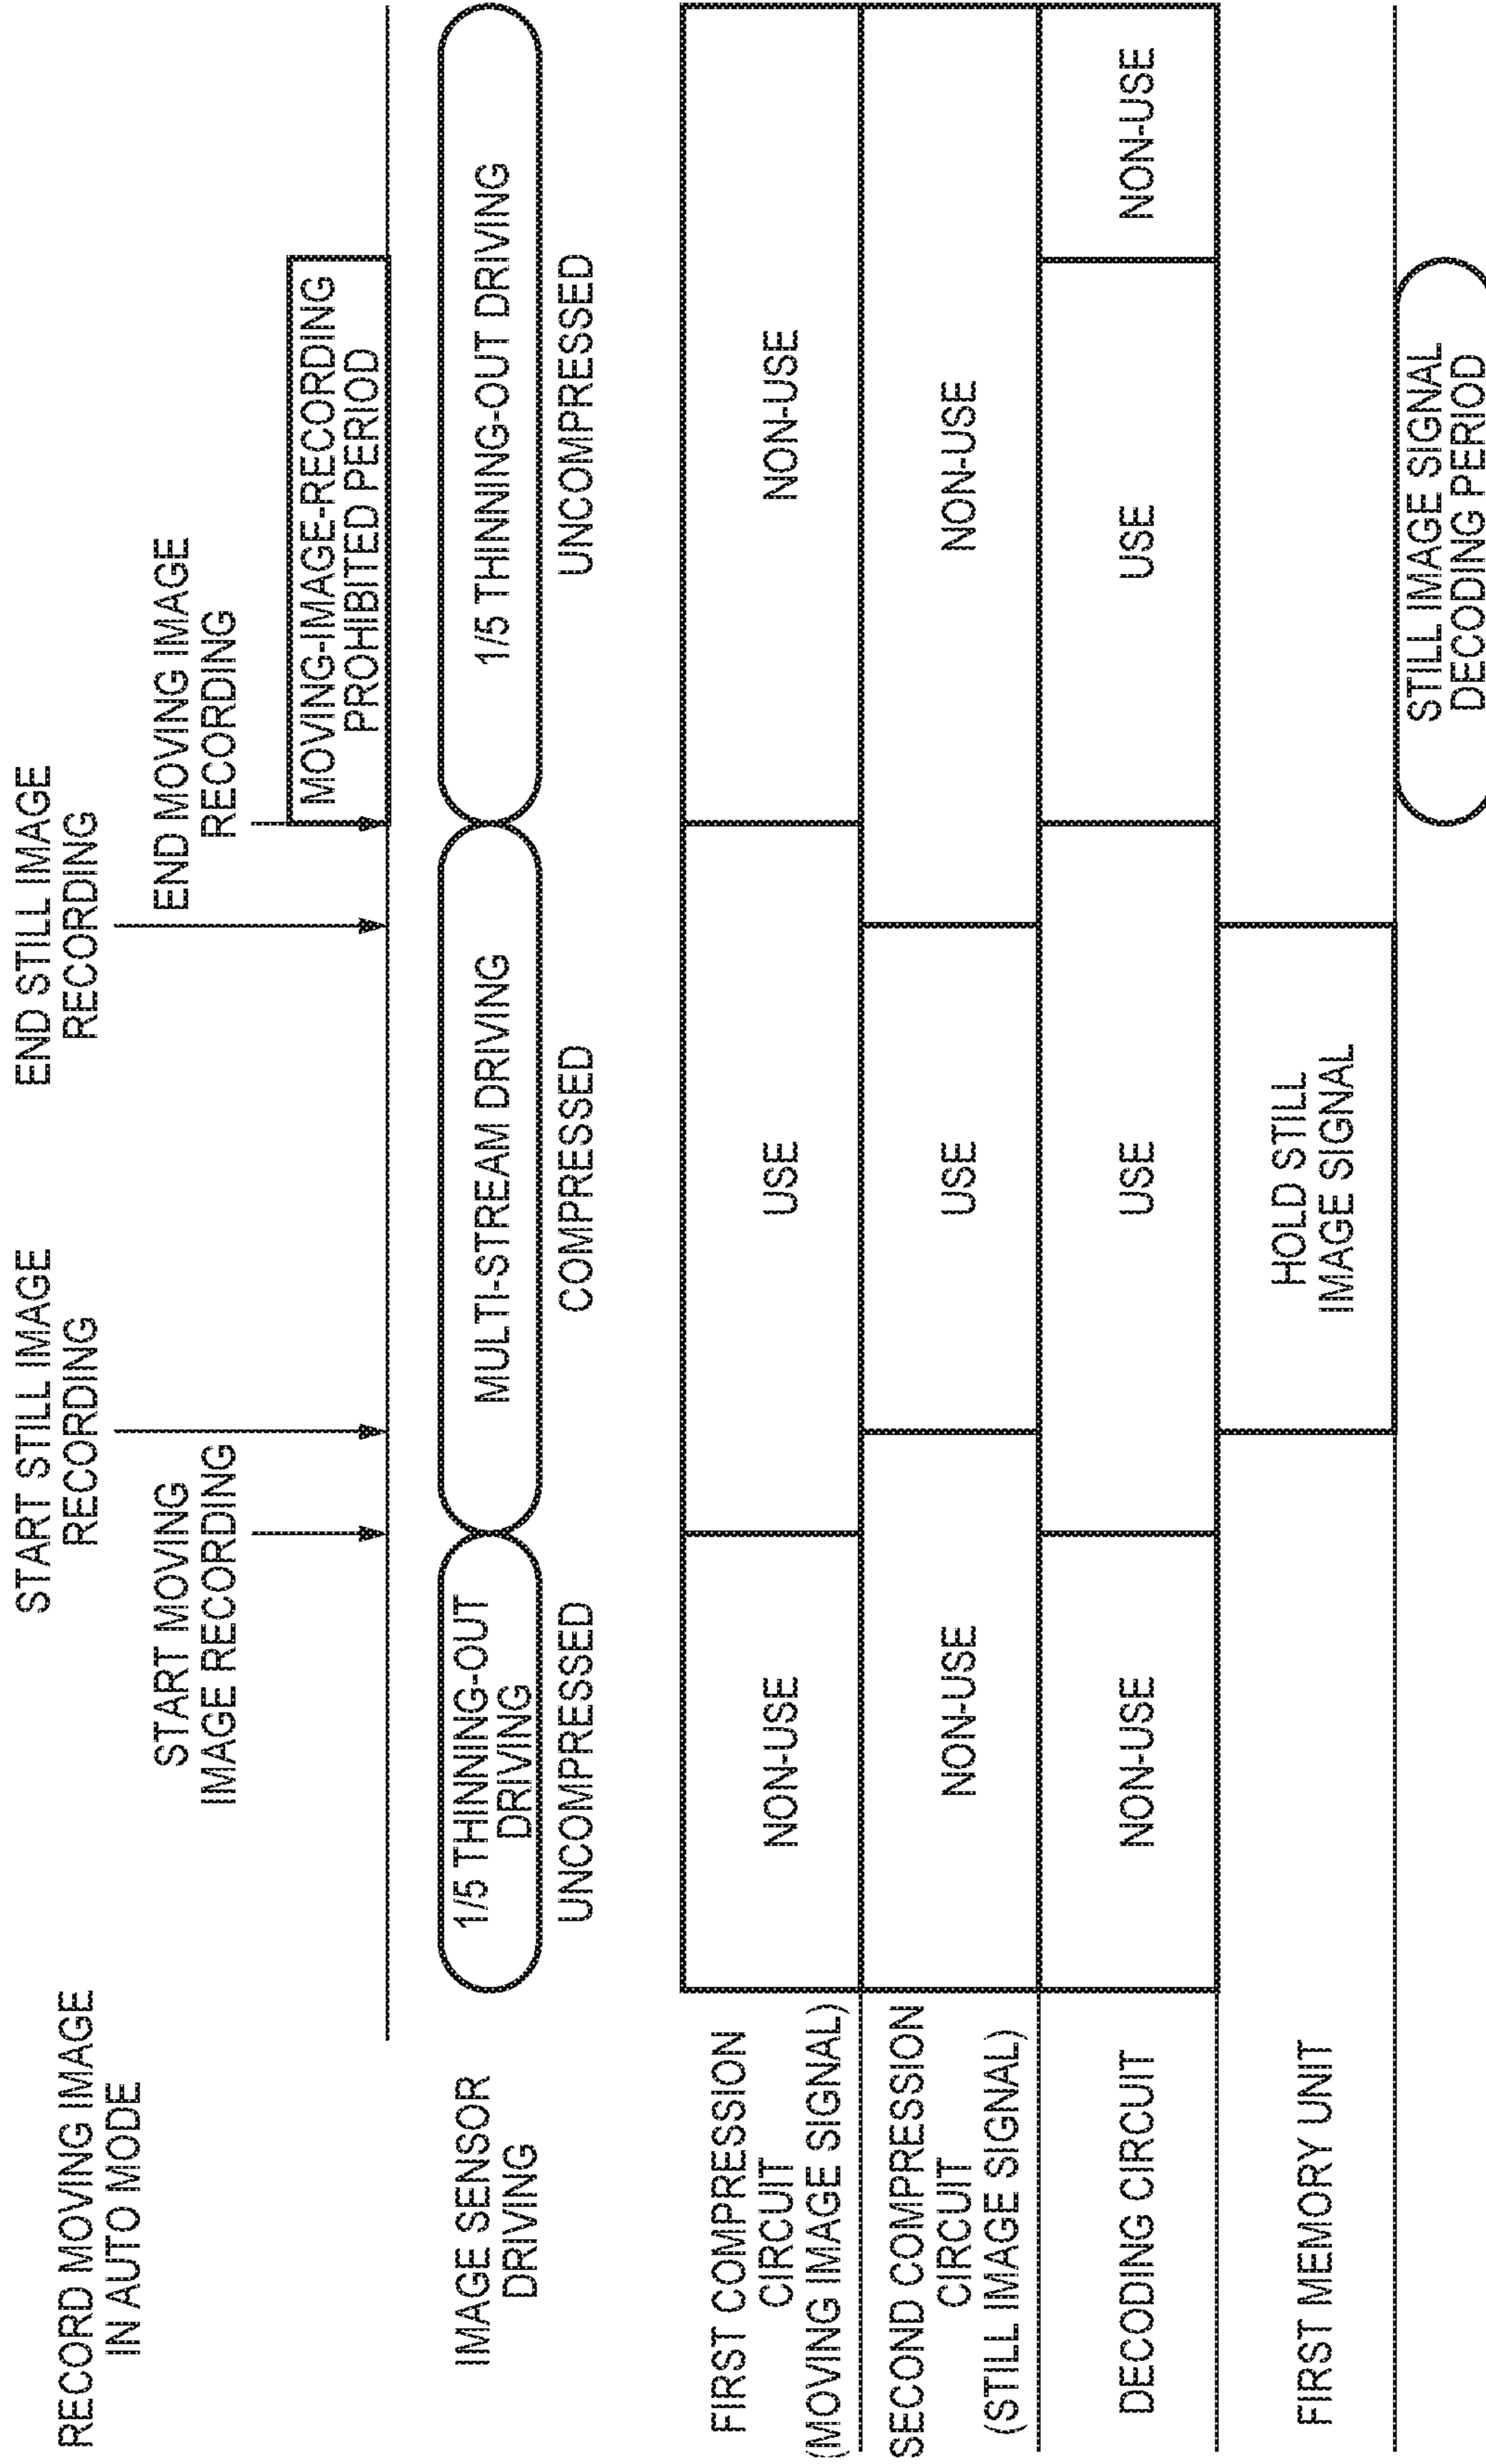 RECORD MOVING IMAGE
IN AUTO MODE
START STILL IMAGE
RECORDING
END STILL IMAGE
RECORDING
START MOVING
IMAGE RECORDING
END MOVING IMAGE
RECORDING
MOVING-IMAGE-RECORDING
PROHIBITED PERIOD
IMAGE SENSOR
DRIVING
1/5 THINNING-OUT
DRIVING
MULTI-STREAM DRIVING
1/5 THINNING-OUT DRIVING
UNCOMPRESSED
COMPRESSED
UNCOMPRESSED
FIRST COMPRESSION
CIRCUIT
(MOVING IMAGE SIGNAL)
NON-USE
USE
NON-USE
SECOND COMPRESSION
CIRCUIT
(STILL IMAGE SIGNAL)
NON-USE
USE
NON-USE
DECODING CIRCUIT
NON-USE
USE
USE
NON-USE
FIRST MEMORY UNIT
HOLD STILL
IMAGE SIGNAL
STILL IMAGE SIGNAL
DECODING PERIOD